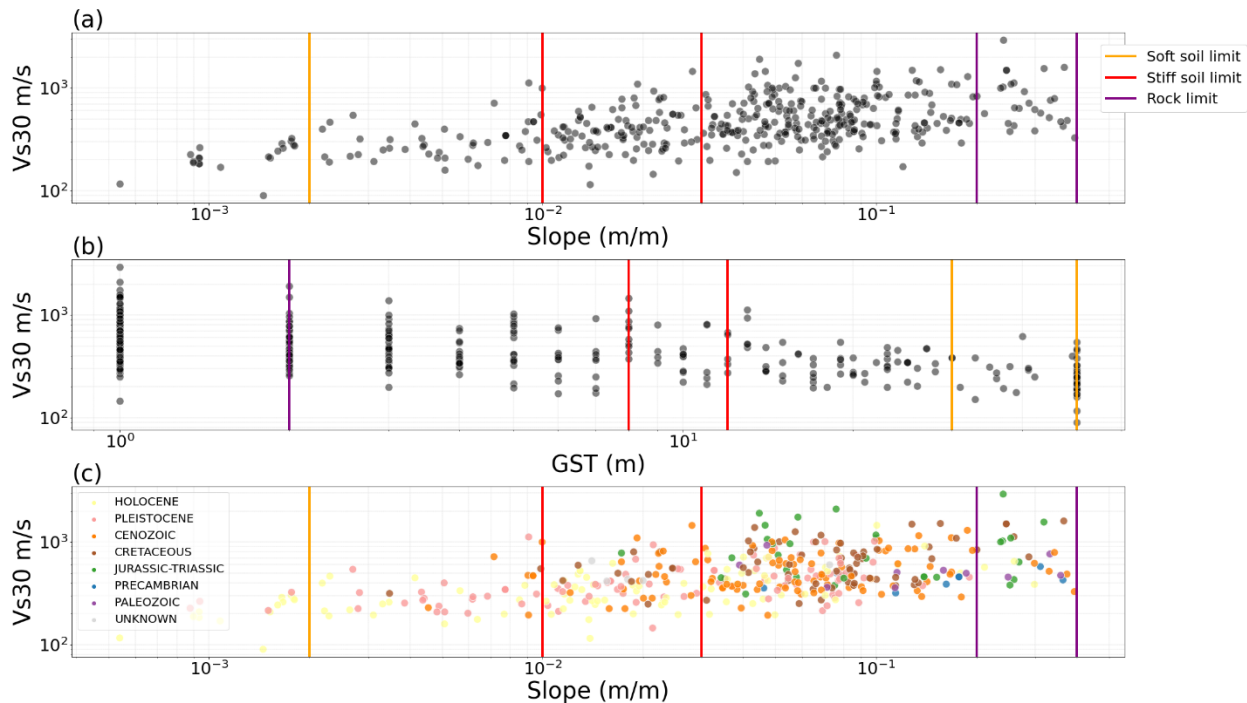 (a)
Vs30 m/s
10³
10²
10⁻³
10⁻²
10⁻¹
Slope (m/m)
Soft soil limit
Stiff soil limit
Rock limit
(b)
Vs30 m/s
10³
10²
10⁰
10¹
GST (m)
(c)
Vs30 m/s
10³
10²
HOLOCENE
PLEISTOCENE
CENOZOIC
CRETACEOUS
JURASSIC-TRIASSIC
PRECAMBRIAN
PALEOZOIC
UNKNOWN
10⁻³
10⁻²
10⁻¹
Slope (m/m)